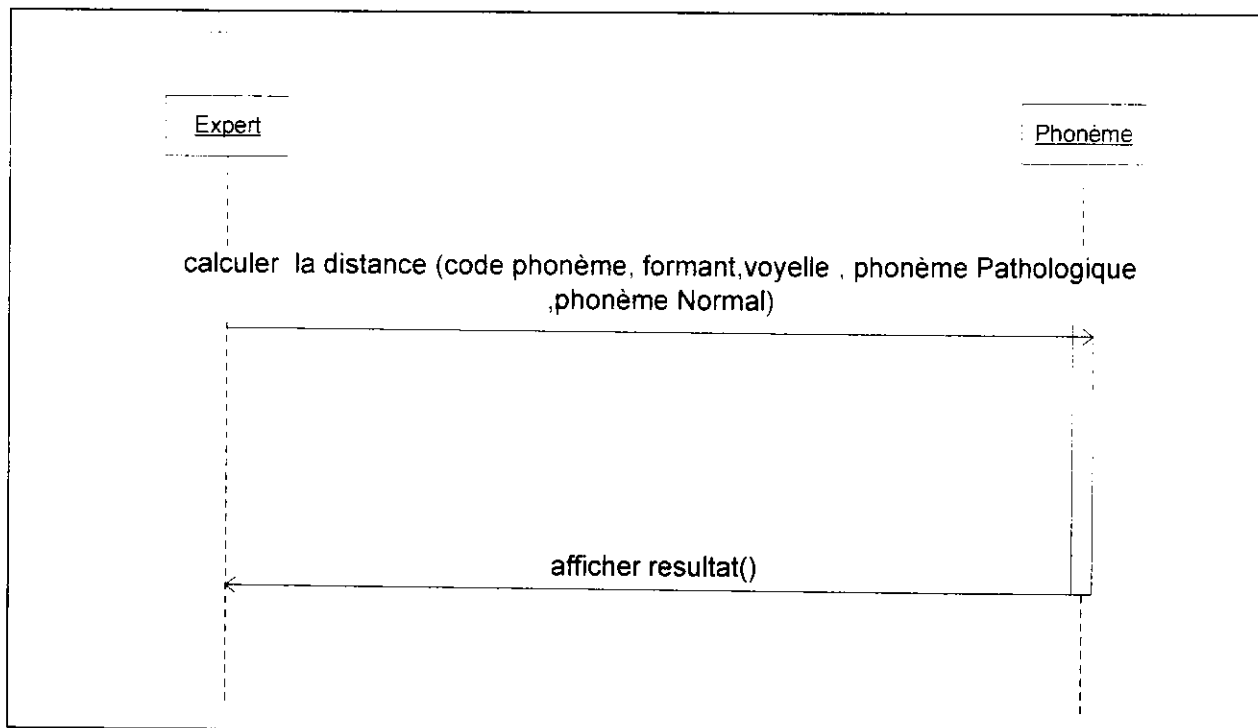 Expert
Phonème
calculer la distance (code phonème, formant,voyelle , phonème Pathologique
,phonème Normal)
afficher resultat()